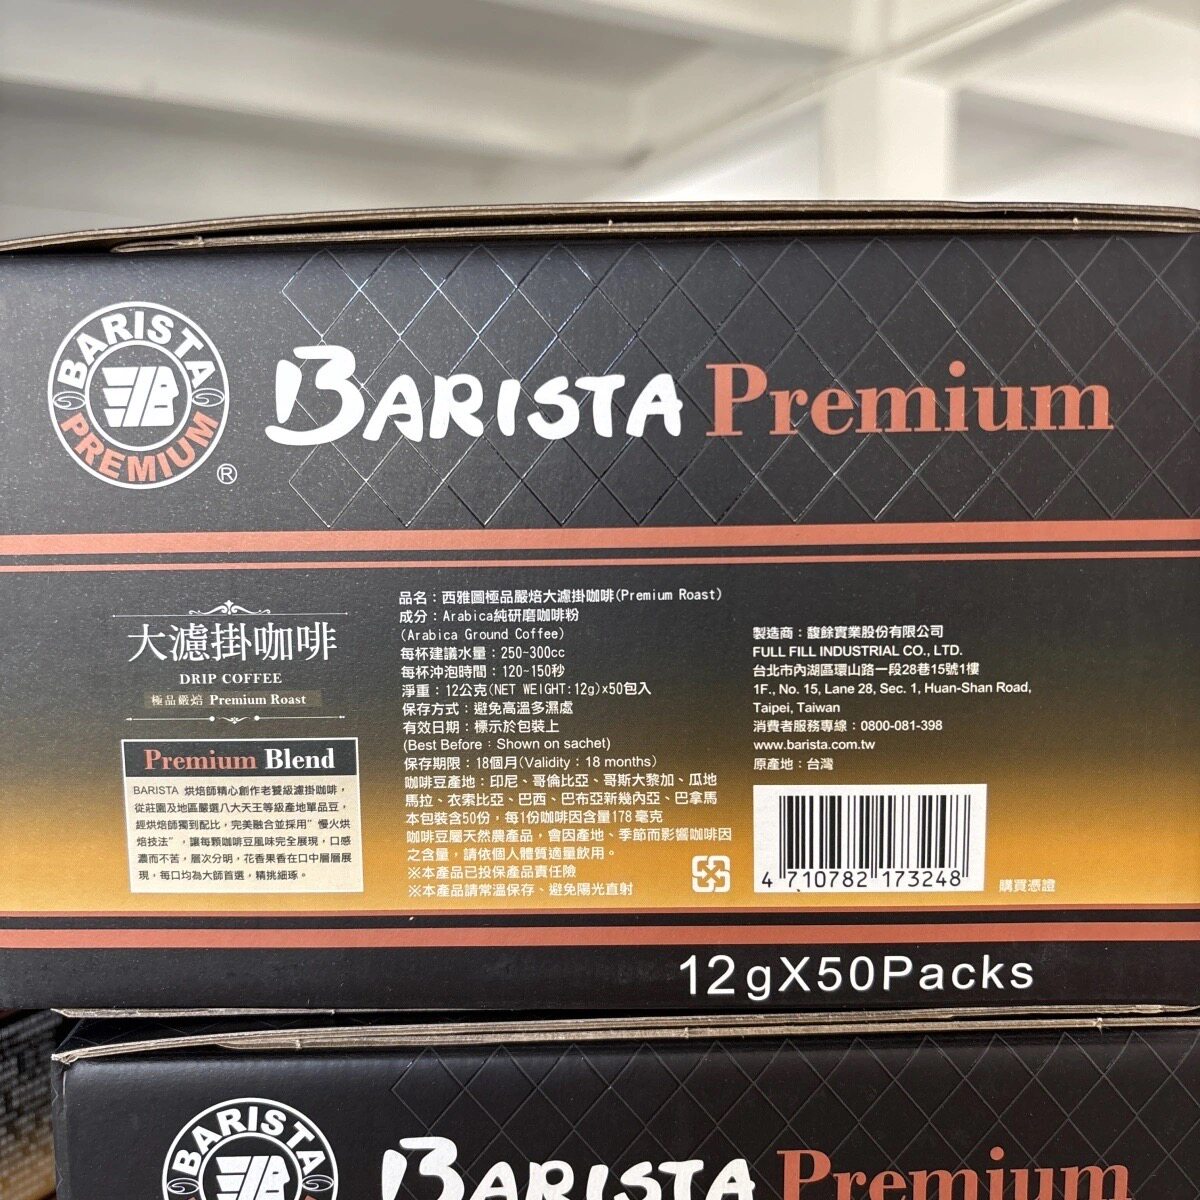 BARISTA
PREMIUM
®
BARISTA Premium
大濾掛咖啡
DRIP COFFEE
極品嚴焙 Premium Roast
Premium Blend
BARISTA 烘焙師精心創作老饕級濾掛咖啡，
從莊園及地區嚴選八大天王等級產地單品豆，
經烘焙師獨到配比，完美融合並採用"慢火烘
焙技法"，讓每顆咖啡豆風味完全展現，口感
濃而不苦，層次分明，花香果香在口中層層展
現，每口均為大師首選，精挑細琢。
品名：西雅圖極品嚴焙大濾掛咖啡(Premium Roast)
成分：Arabica純研磨咖啡粉
(Arabica Ground Coffee)
每杯建議水量：250-300cc
每杯沖泡時間：120-150秒
淨重：12公克(NET WEIGHT:12g)x50包入
保存方式：避免高溫多濕處
有效日期：標示於包裝上
(Best Before：Shown on sachet)
保存期限：18個月(Validity：18 months)
咖啡豆產地：印尼、哥倫比亞、哥斯大黎加、瓜地
馬拉、衣索比亞、巴西、巴布亞新幾內亞、巴拿馬
本包裝含50份，每1份咖啡因含量178毫克
咖啡豆屬天然農產品，會因產地、季節而影響咖啡因
之含量，請依個人體質適量飲用。
※本產品已投保產品責任險
※本產品請常溫保存、避免陽光直射
製造商：馥餘實業股份有限公司
FULL FILL INDUSTRIAL CO., LTD.
台北市內湖區環山路一段28巷15號1樓
1F., No. 15, Lane 28, Sec. 1, Huan-Shan Road,
Taipei, Taiwan
消費者服務專線：0800-081-398
www.barista.com.tw
原產地：台灣
4 710782 173248
購買憑證
12gX50Packs
BARISTA
BARISTA Premium